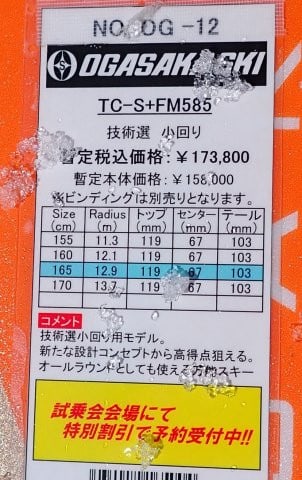 NO. OG -12
OGASAKA SKI
TC-S+FM585
技術選 小回り
暫定税込価格:￥173,800
暫定本体価格:￥158,000
※ビンディングは別売りとなります。
Size (cm) Radius (m) トップ (mm) センター (mm) テール (mm)
155 11.3 119 67 103
160 12.1 119 67 103
165 12.9 119 67 103
170 13.7 119 67 103
コメント
技術選小回り用モデル。
新たな設計コンセプトから高得点狙える。
オールラウンドとしても使える万能スキー
試乗会会場にて
特別割引で予約受付中!!